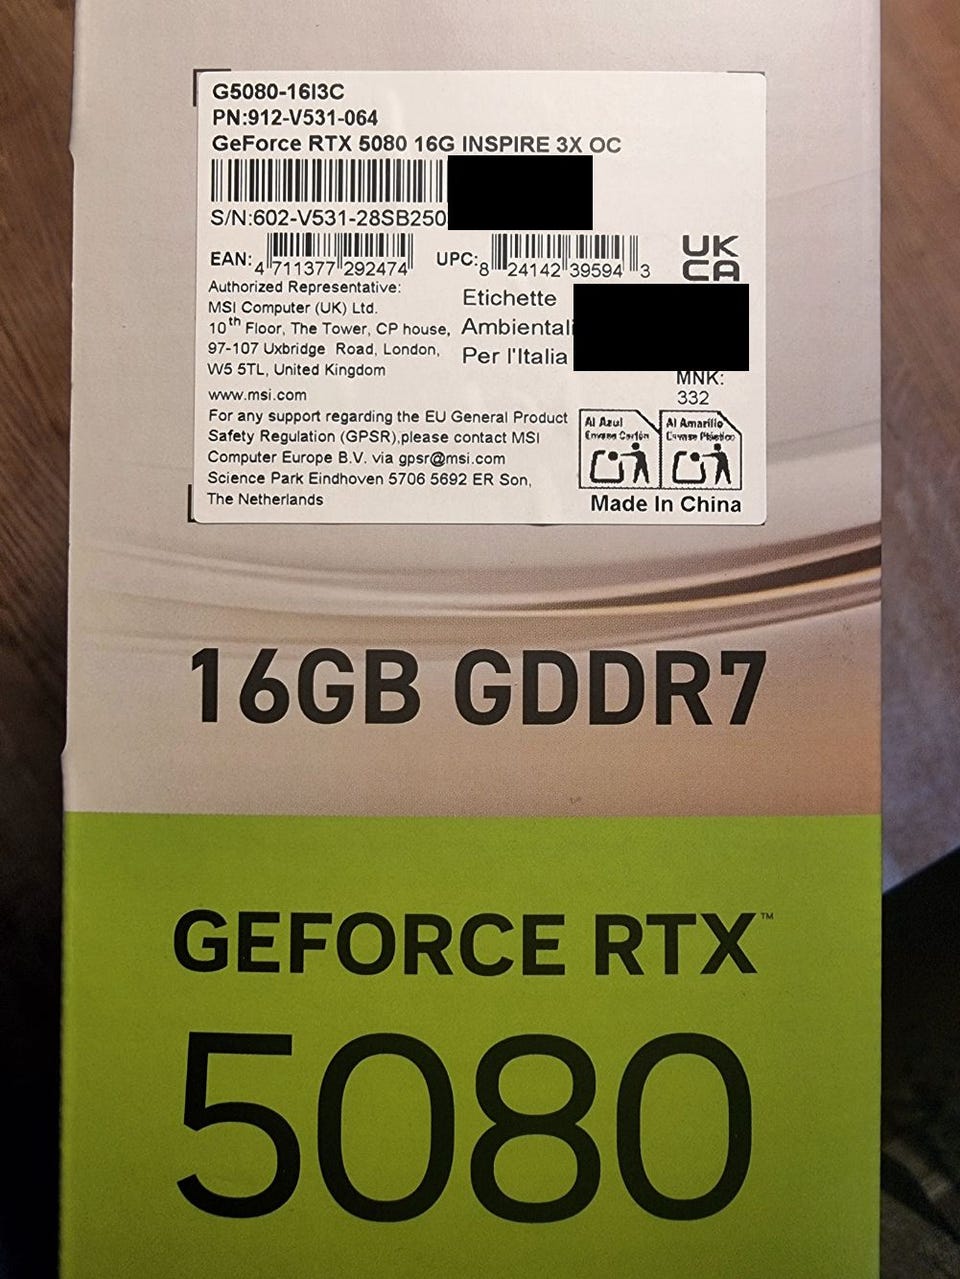 G5080-16I3C
PN:912-V531-064
GeForce RTX 5080 16G INSPIRE 3X OC
S/N:602-V531-28SB250
EAN: 4 711377 292474
UPC: 8 24142 39594 3
UK
CA
Authorized Representative:
MSI Computer (UK) Ltd.
10th Floor, The Tower, CP house,
97-107 Uxbridge Road, London,
W5 5TL, United Kingdom
www.msi.com
For any support regarding the EU General Product
Safety Regulation (GPSR),please contact MSI
Computer Europe B.V. via gpsr@msi.com
Science Park Eindhoven 5706 5692 ER Son,
The Netherlands
Etichette
Ambientali
Per l'Italia
MNK:
332
Al Azul
Envase Cartón
Al Amarillo
Envase Plástico
Made In China
16GB GDDR7
GEFORCE RTX™
5080